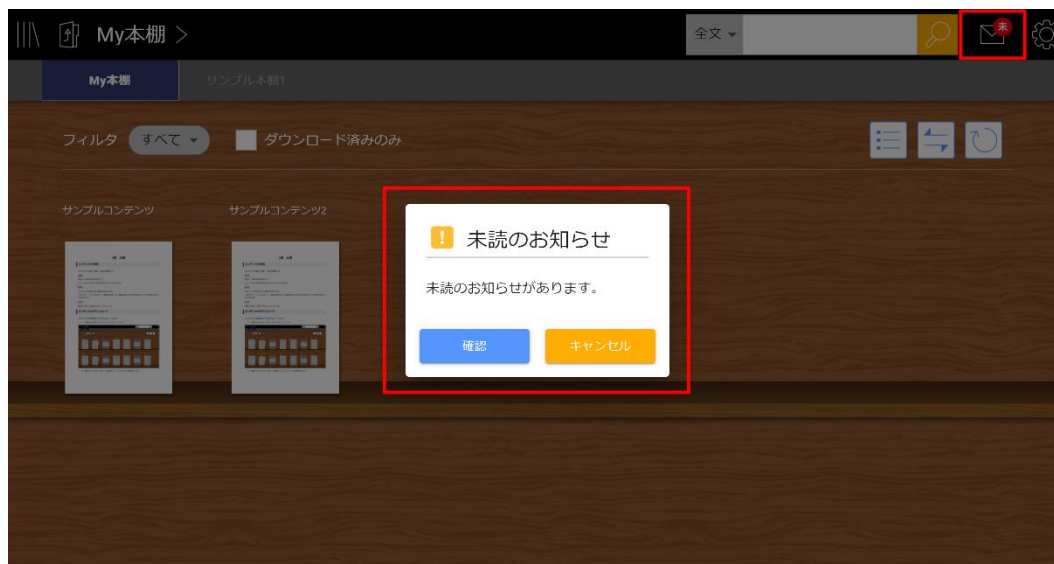 My本棚 >
全文
未
My本棚
サンプル本棚1
フィルタ
すべて
ダウンロード済みのみ
サンプルコンテンツ
サンプルコンテンツ2
! 未読のお知らせ
未読のお知らせがあります。
確認
キャンセル